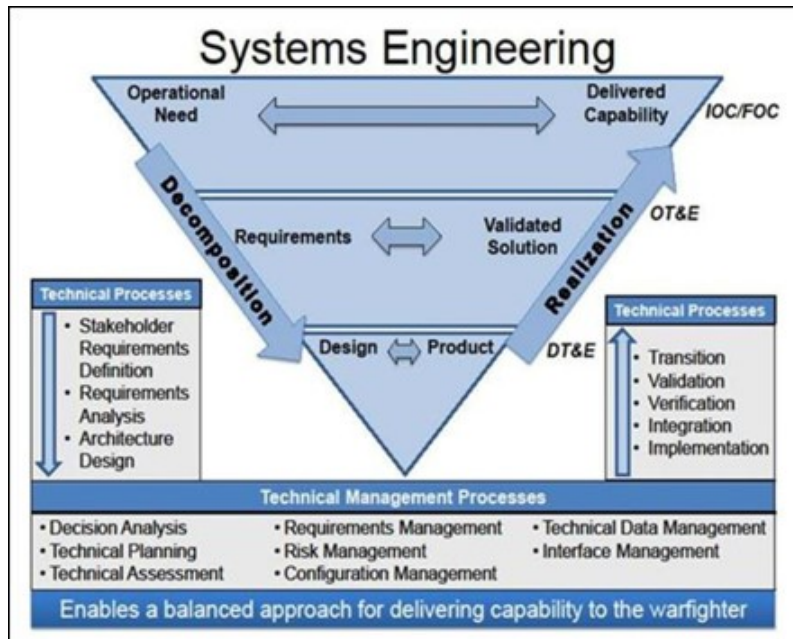 Systems Engineering
Operational
Need
Delivered
Capability
IOC/FOC
Decomposition
Realization
OT&E
Requirements
Validated
Solution
Design
Product
DT&E
Technical Processes
• Stakeholder
Requirements
Definition
• Requirements
Analysis
• Architecture
Design
Technical Processes
• Transition
• Validation
• Verification
• Integration
• Implementation
Technical Management Processes
• Decision Analysis
• Technical Planning
• Technical Assessment
• Requirements Management
• Risk Management
• Configuration Management
• Technical Data Management
• Interface Management
Enables a balanced approach for delivering capability to the warfighter